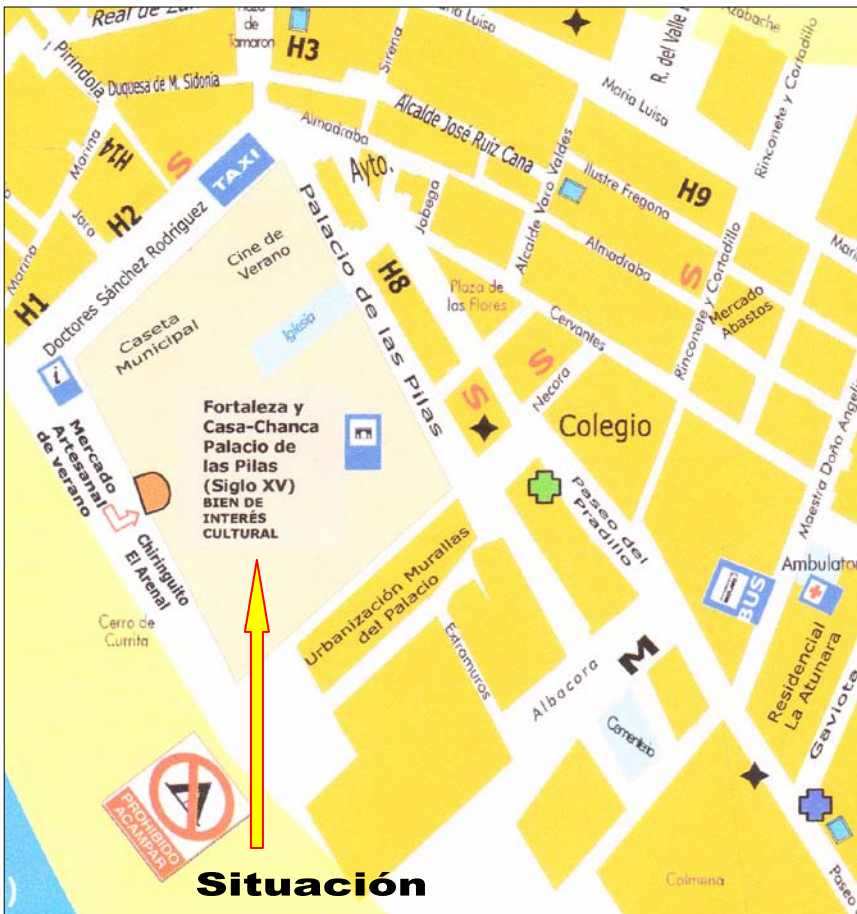 Real de
Plaza
de
Tamaron
H3
Sirena
María Luisa
R. del Valle
Azabache
Pirindola
Duquesa de M. Sidonia
Marina
H14
S
TAXI
Almadraba
Alcalde José Ruiz Cana
María Luisa
Rinconete y Cortadillo
Ayto.
Jabega
Alcalde Varo Valdes
Ilustre Fregona
H9
Jara
H2
Marina
H1
Doctores Sánchez Rodríguez
Cine de
Verano
Palacio de las Pilas
H8
Plaza de
las Flores
Almadraba
S
Rinconete y Cortadillo
Mercado
Abastos
Caseta
Municipal
Iglesia
Cervantes
S
S
Necora
i
Mercado
Artesanal
de verano
Fortaleza y
Casa-Chanca
Palacio de
las Pilas
(Siglo XV)
BIEN DE
INTERÉS
CULTURAL
Colegio
Maestra Doña Angeli
Chiringuito
El Arenal
Paseo del
Pradillo
BUS
Ambulator
Cerro de
Currita
Urbanización Murallas
del Palacio
Extramuros
Albacora
M
Cementerio
Residencial
La Atunara
Gaviota
PROHIBIDO
ACAMPAR
Colmena
Paseo
)
Situación